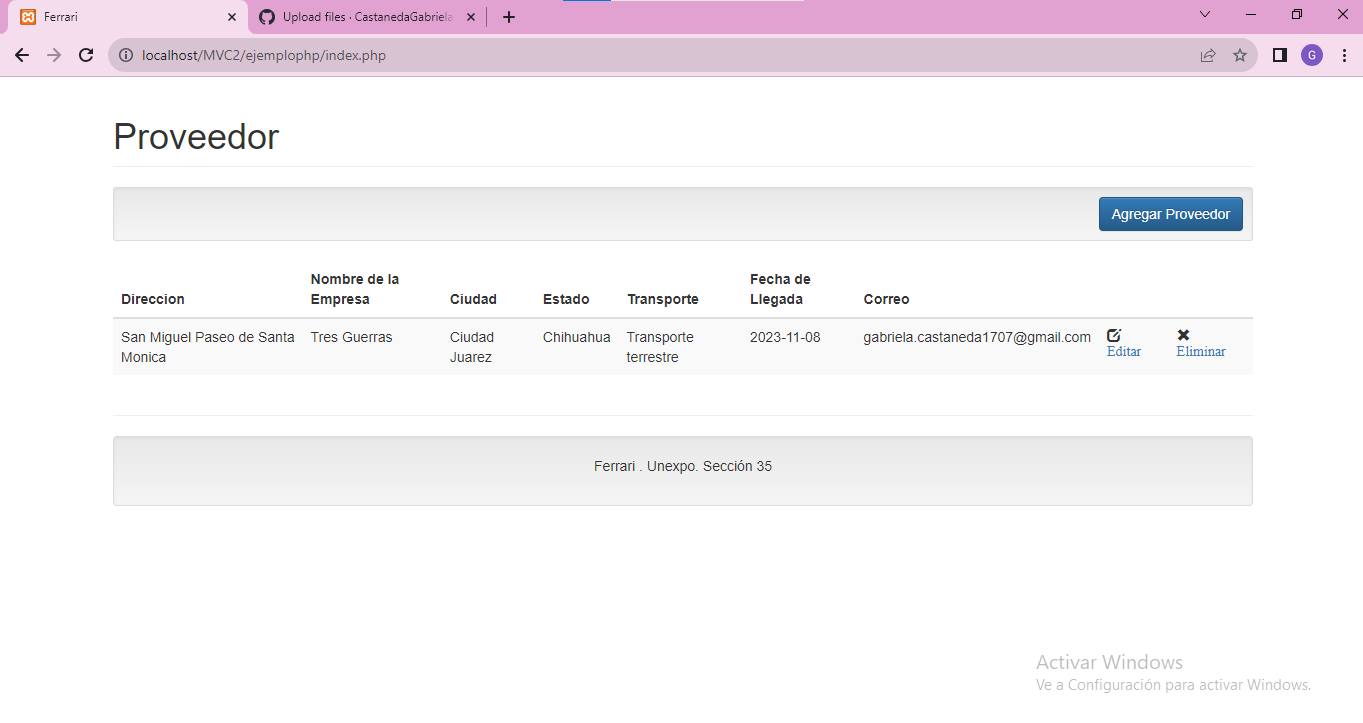 Ferrari
Upload files · CastanedaGabriela
localhost/MVC2/ejemplophp/index.php
G
Proveedor
Agregar Proveedor
Direccion
Nombre de la
Empresa
Ciudad
Estado
Transporte
Fecha de
Llegada
Correo
San Miguel Paseo de Santa
Monica
Tres Guerras
Ciudad
Juarez
Chihuahua
Transporte
terrestre
2023-11-08
gabriela.castaneda1707@gmail.com
Editar
Eliminar
Ferrari . Unexpo. Sección 35
Activar Windows
Ve a Configuración para activar Windows.